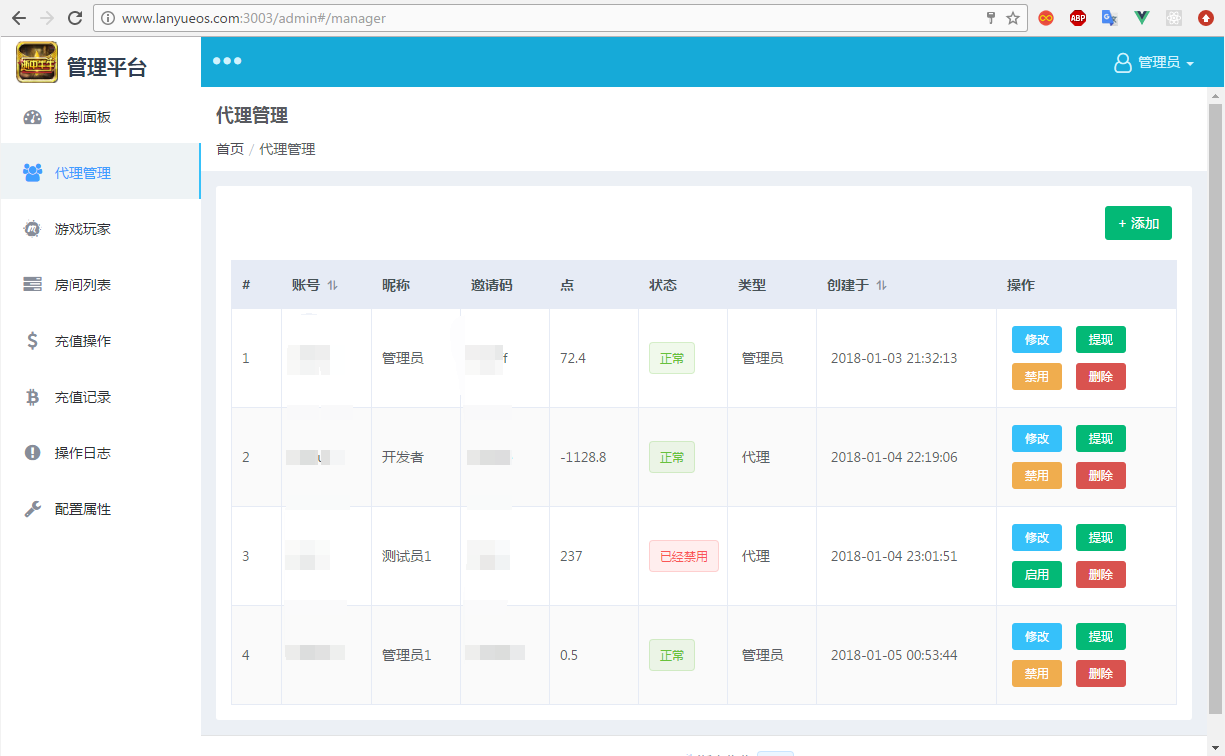 www.lanyueos.com:3003/admin#/manager
ABP
管理平台
管理员
控制面板
代理管理
游戏玩家
房间列表
充值操作
充值记录
操作日志
配置属性
代理管理
首页 / 代理管理
+ 添加
# 账号 昵称 邀请码 点 状态 类型 创建于 操作
1 管理员 f 72.4 正常 管理员 2018-01-03 21:32:13 修改 提现
禁用 删除
2 开发者 -1128.8 正常 代理 2018-01-04 22:19:06 修改 提现
禁用 删除
3 测试员1 237 已经禁用 代理 2018-01-04 23:01:51 修改 提现
启用 删除
4 管理员1 0.5 正常 管理员 2018-01-05 00:53:44 修改 提现
禁用 删除